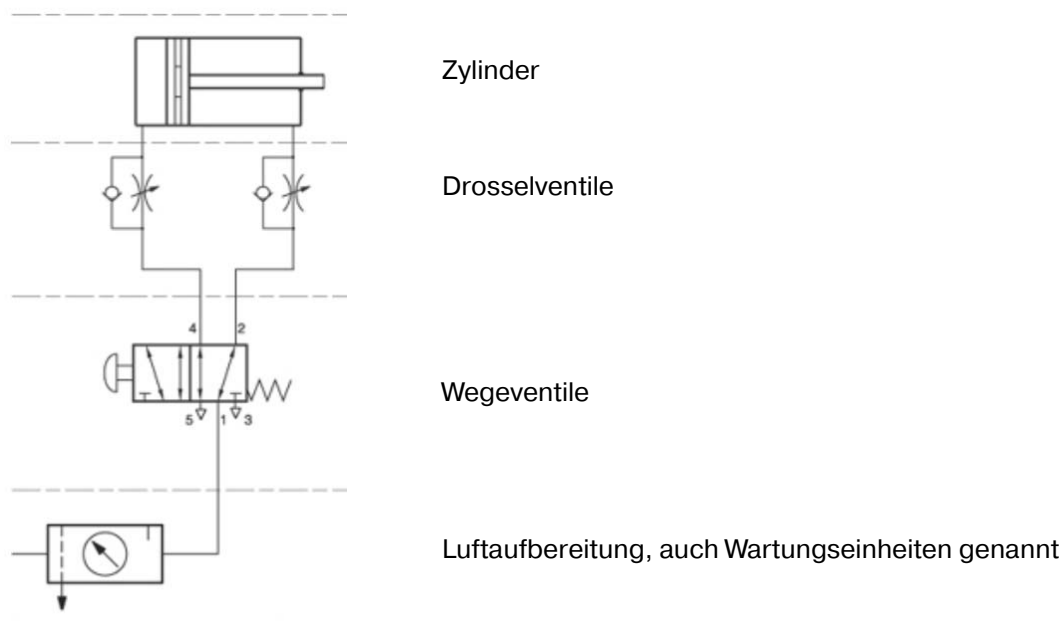 Zylinder
Drosselventile
4 2
Wegeventile
5 1 3
Luftaufbereitung, auch Wartungseinheiten genannt